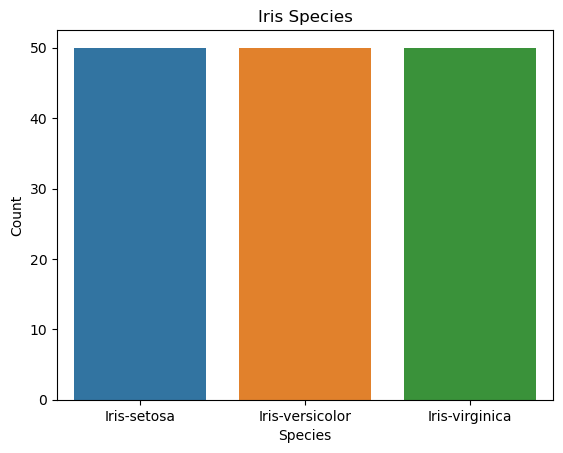 Iris Species
50
40
30
20
10
0
Count
Iris-setosa
Iris-versicolor
Iris-virginica
Species